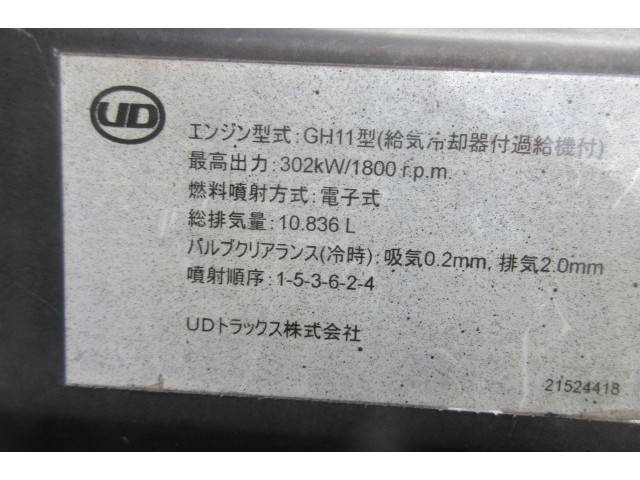 UD
エンジン型式:GH11型(給気冷却器付過給機付)
最高出力:302kW/1800 r.p.m.
燃料噴射方式:電子式
総排気量:10.836 L
バルブクリアランス(冷時):吸気0.2mm, 排気2.0mm
噴射順序:1-5-3-6-2-4
UDトラックス株式会社
21524418